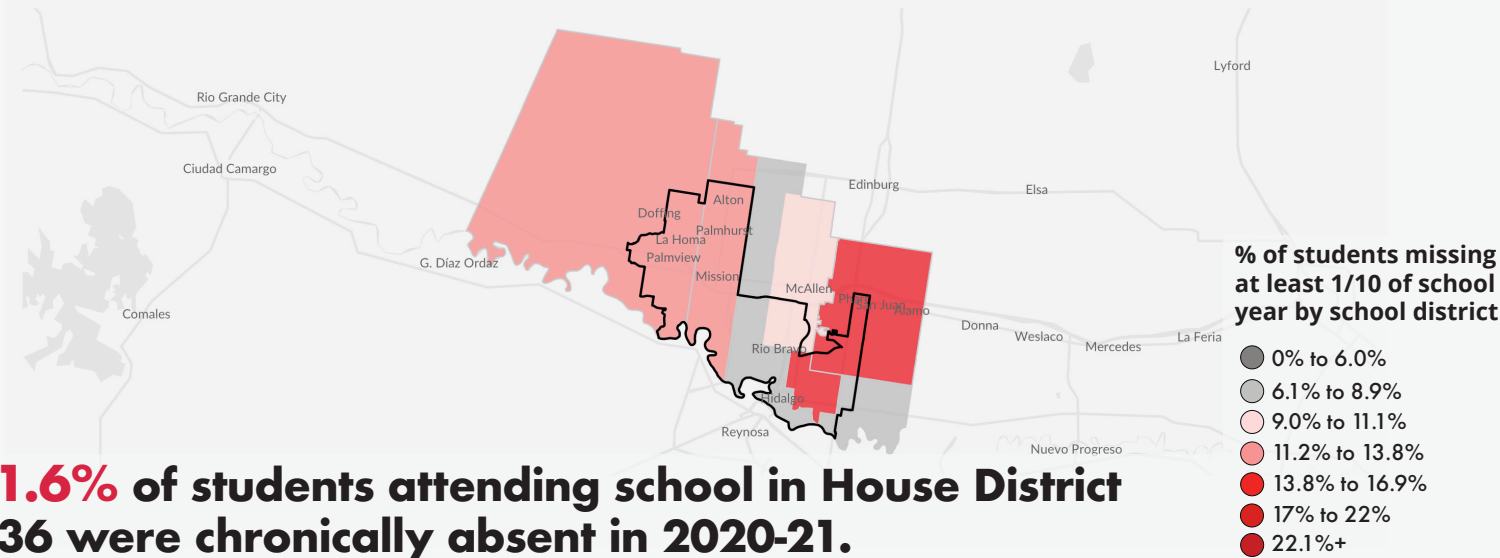 Lyford
Rio Grande City
Ciudad Camargo
Edinburg
Elsa
Alton
Doffing
Palmhurst
La Homa
Palmview
G. Díaz Ordaz
Mission
McAllen
San Juan
Alamo
Comales
Donna
Weslaco
Mercedes
La Feria
Rio Bravo
Hidalgo
Reynosa
Nuevo Progreso
% of students missing
at least 1/10 of school
year by school district
0% to 6.0%
6.1% to 8.9%
9.0% to 11.1%
11.2% to 13.8%
13.8% to 16.9%
17% to 22%
22.1%+
1.6% of students attending school in House District
36 were chronically absent in 2020-21.